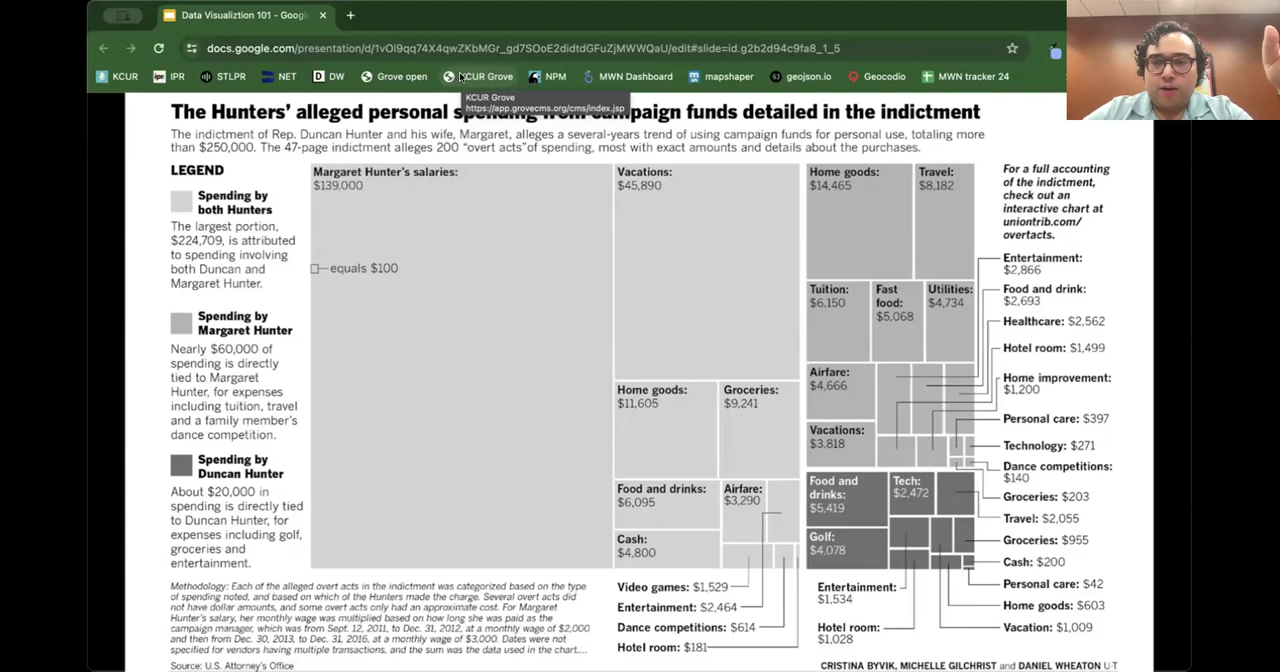 Data Visualiztion 101 - Goog
docs.google.com/presentation/d/1vOl9qq74X4qwZKbMGr_gd7SOoE2didtdGFuZjMWWQaU/edit#slide=id.g2b2d94c9fa8_1_5
KCUR IPR STLPR NET DW Grove open KCUR Grove NPM MWN Dashboard mapshaper geojson.io Geocodio MWN tracker 24
KCUR Grove
https://app.grovecms.org/cms/index.jsp
The Hunters' alleged personal spending from campaign funds detailed in the indictment
The indictment of Rep. Duncan Hunter and his wife, Margaret, alleges a several-years trend of using campaign funds for personal use, totaling more
than $250,000. The 47-page indictment alleges 200 "overt acts"of spending, most with exact amounts and details about the purchases.
LEGEND
Spending by
both Hunters
The largest portion,
$224,709, is attributed
to spending involving
both Duncan and
Margaret Hunter.
Spending by
Margaret Hunter
Nearly $60,000 of
spending is directly
tied to Margaret
Hunter, for expenses
including tuition, travel
and a family member's
dance competition.
Spending by
Duncan Hunter
About $20,000 in
spending is directly
tied to Duncan Hunter, for
expenses including golf,
groceries and
entertainment.
Margaret Hunter's salaries:
$139,000
equals $100
Vacations:
$45,890
Home goods:
$11,605
Groceries:
$9,241
Food and drinks:
$6,095
Airfare:
$3,290
Cash:
$4,800
Video games: $1,529
Entertainment: $2,464
Dance competitions: $614
Hotel room: $181
Home goods:
$14,465
Travel:
$8,182
Tuition:
$6,150
Fast
food:
$5,068
Utilities:
$4,734
Airfare:
$4,666
Vacations:
$3,818
Food and
drinks:
$5,419
Tech:
$2,472
Golf:
$4,078
Entertainment:
$1,534
Hotel room:
$1,028
For a full accounting
of the indictment,
check out an
interactive chart at
uniontrib.com/
overtacts.
Entertainment:
$2,866
Food and drink:
$2,693
Healthcare: $2,562
Hotel room: $1,499
Home improvement:
$1,200
Personal care: $397
Technology: $271
Dance competitions:
$140
Groceries: $203
Travel: $2,055
Groceries: $955
Cash: $200
Personal care: $42
Home goods: $603
Vacation: $1,009
Methodology: Each of the alleged overt acts in the indictment was categorized based on the type
of spending noted, and based on which of the Hunters made the charge. Several overt acts did
not have dollar amounts, and some overt acts only had an approximate cost. For Margaret
Hunter's salary, her monthly wage was multiplied based on how long she was paid as the
campaign manager, which was from Sept. 12, 2011, to Dec. 31, 2012, at a monthly wage of $2,000
and then from Dec. 30, 2013, to Dec. 31, 2016, at a monthly wage of $3,000. Dates were not
specified for vendors having multiple transactions, and the sum was the data used in the chart....
Source: U.S. Attorney's Office
CRISTINA BYVIK, MICHELLE GILCHRIST and DANIEL WHEATON U-T